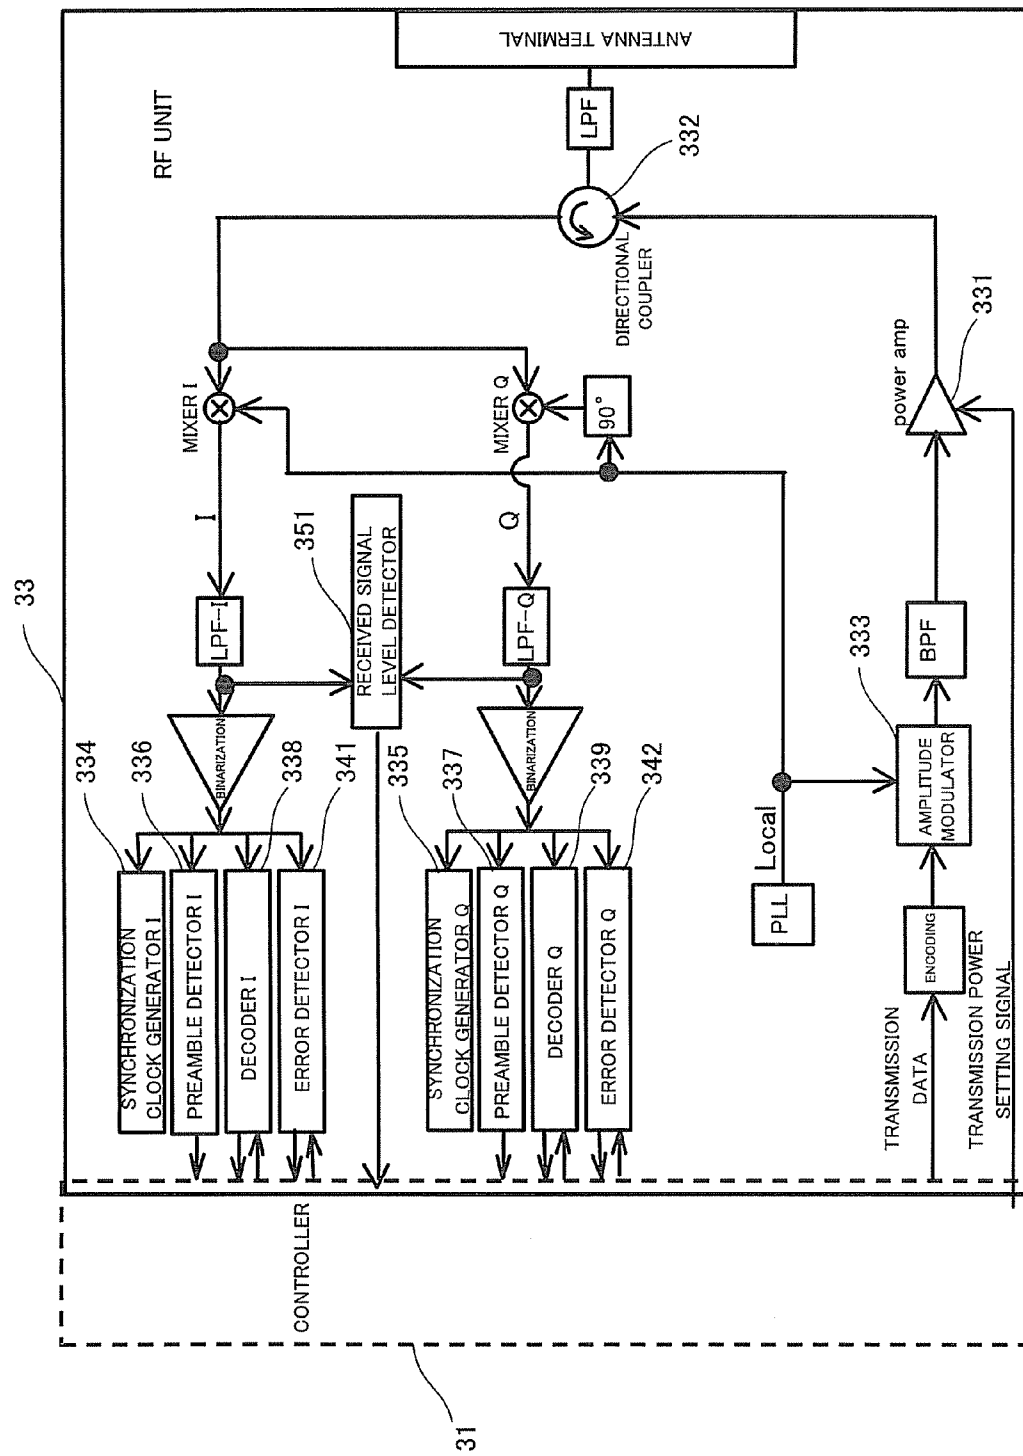 33
RF UNIT
CONTROLLER
31
SYNCHRONIZATION
CLOCK GENERATOR I
334
PREAMBLE DETECTOR I
336
DECODER I
338
ERROR DETECTOR I
341
BINARIZATION
LPF-I
I
MIXER I
RECEIVED SIGNAL
LEVEL DETECTOR
351
SYNCHRONIZATION
CLOCK GENERATOR Q
335
PREAMBLE DETECTOR Q
337
DECODER Q
339
ERROR DETECTOR Q
342
BINARIZATION
LPF-Q
Q
MIXER Q
90°
DIRECTIONAL
COUPLER
332
LPF
ANTENNA TERMINAL
PLL
Local
TRANSMISSION
DATA
ENCODING
AMPLITUDE
MODULATOR
333
BPF
power amp
331
TRANSMISSION POWER
SETTING SIGNAL